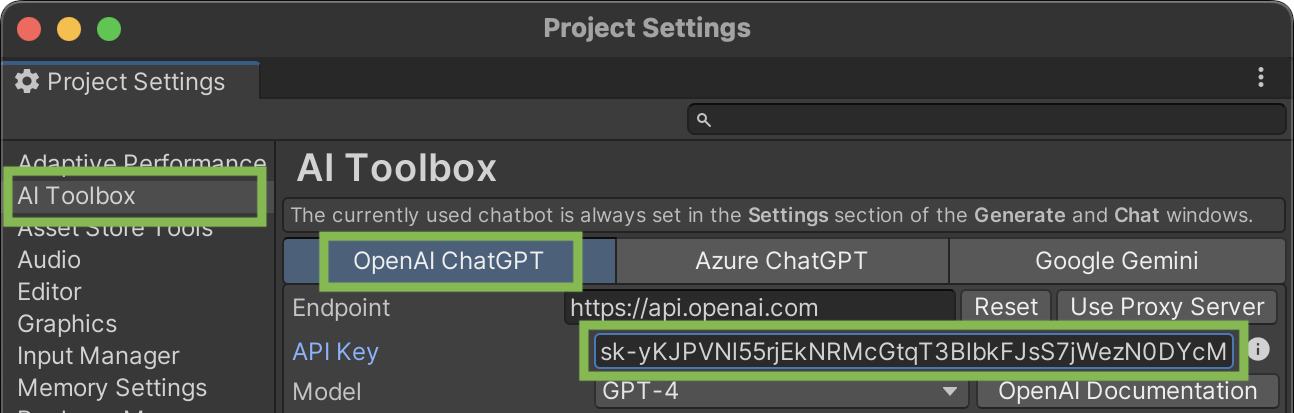 Project Settings
Project Settings
Adaptive Performance
AI Toolbox
Asset Store Tools
Audio
Editor
Graphics
Input Manager
Memory Settings
AI Toolbox
The currently used chatbot is always set in the Settings section of the Generate and Chat windows.
OpenAI ChatGPT Azure ChatGPT Google Gemini
Endpoint https://api.openai.com Reset Use Proxy Server
API Key
Model GPT-4 OpenAI Documentation